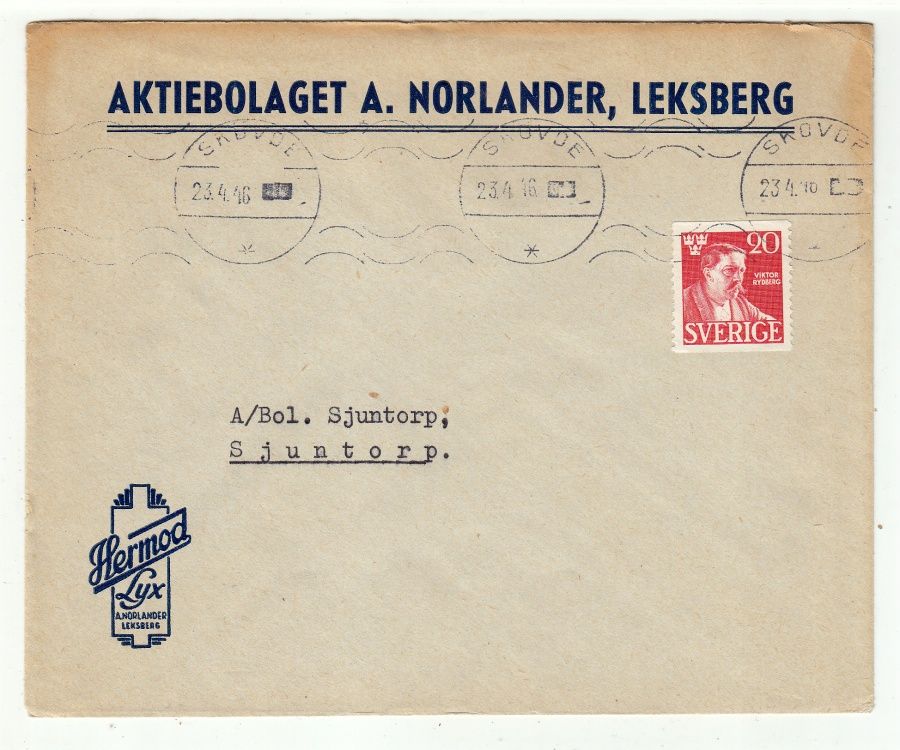 AKTIEBOLAGET A. NORLANDER, LEKSBERG
SKÖVDE SKÖVDE SKÖVDE
23.4.46 23.4.46 23.4.46
20
VIKTOR
RYDBERG
SVERIGE
A/Bol. Sjuntorp,
Sjuntorp.
Hermod
Lyx
A.NORLANDER
LEKSBERG